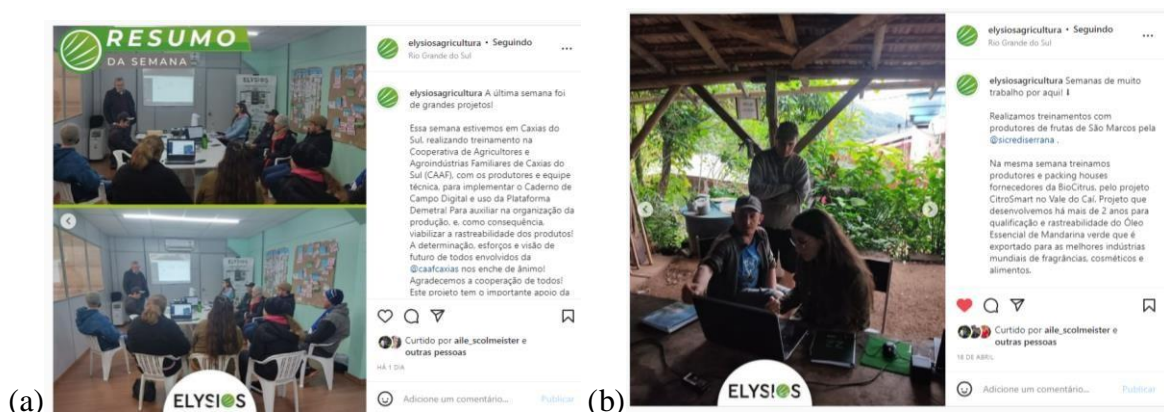 RESUMO
DA SEMANA
ELYSIOS
ELYSIOS
elysiosagricultura • Seguindo
Rio Grande do Sul
elysiosagricultura A última semana foi
de grandes projetos!
Essa semana estivemos em Caxias do
Sul, realizando treinamento na
Cooperativa de Agricultores e
Agroindústrias Familiares de Caxias do
Sul (CAAF), com os produtores e equipe
técnica, para implementar o Caderno de
Campo Digital e uso da Plataforma
Demetra! Para auxiliar na organização da
produção, e, como consequência,
viabilizar a rastreabilidade dos produtos!
A determinação, esforços e visão de
futuro de todos envolvidos da
@caafcaxias nos enche de ânimo!
Agradecemos a cooperação de todos!
Este projeto tem o importante apoio da
Curtido por aile_scolmeister e
outras pessoas
HÁ 1 DIA
Adicione um comentário... Publicar
(a)
ELYSIOS
elysiosagricultura • Seguindo
Rio Grande do Sul
elysiosagricultura Semanas de muito
trabalho por aqui! ⬇
Realizamos treinamentos com
produtores de frutas de São Marcos pela
@sicrediserrana .
Na mesma semana treinamos
produtores e packing houses
fornecedores da BioCitrus, pelo projeto
CitroSmart no Vale do Caí. Projeto que
desenvolvemos há mais de 2 anos para
qualificação e rastreabilidade do Óleo
Essencial de Mandarina verde que é
exportado para as melhores indústrias
mundiais de fragrâncias, cosméticos e
alimentos.
Curtido por aile_scolmeister e
outras pessoas
18 DE ABRIL
Adicione um comentário... Publicar
(b)